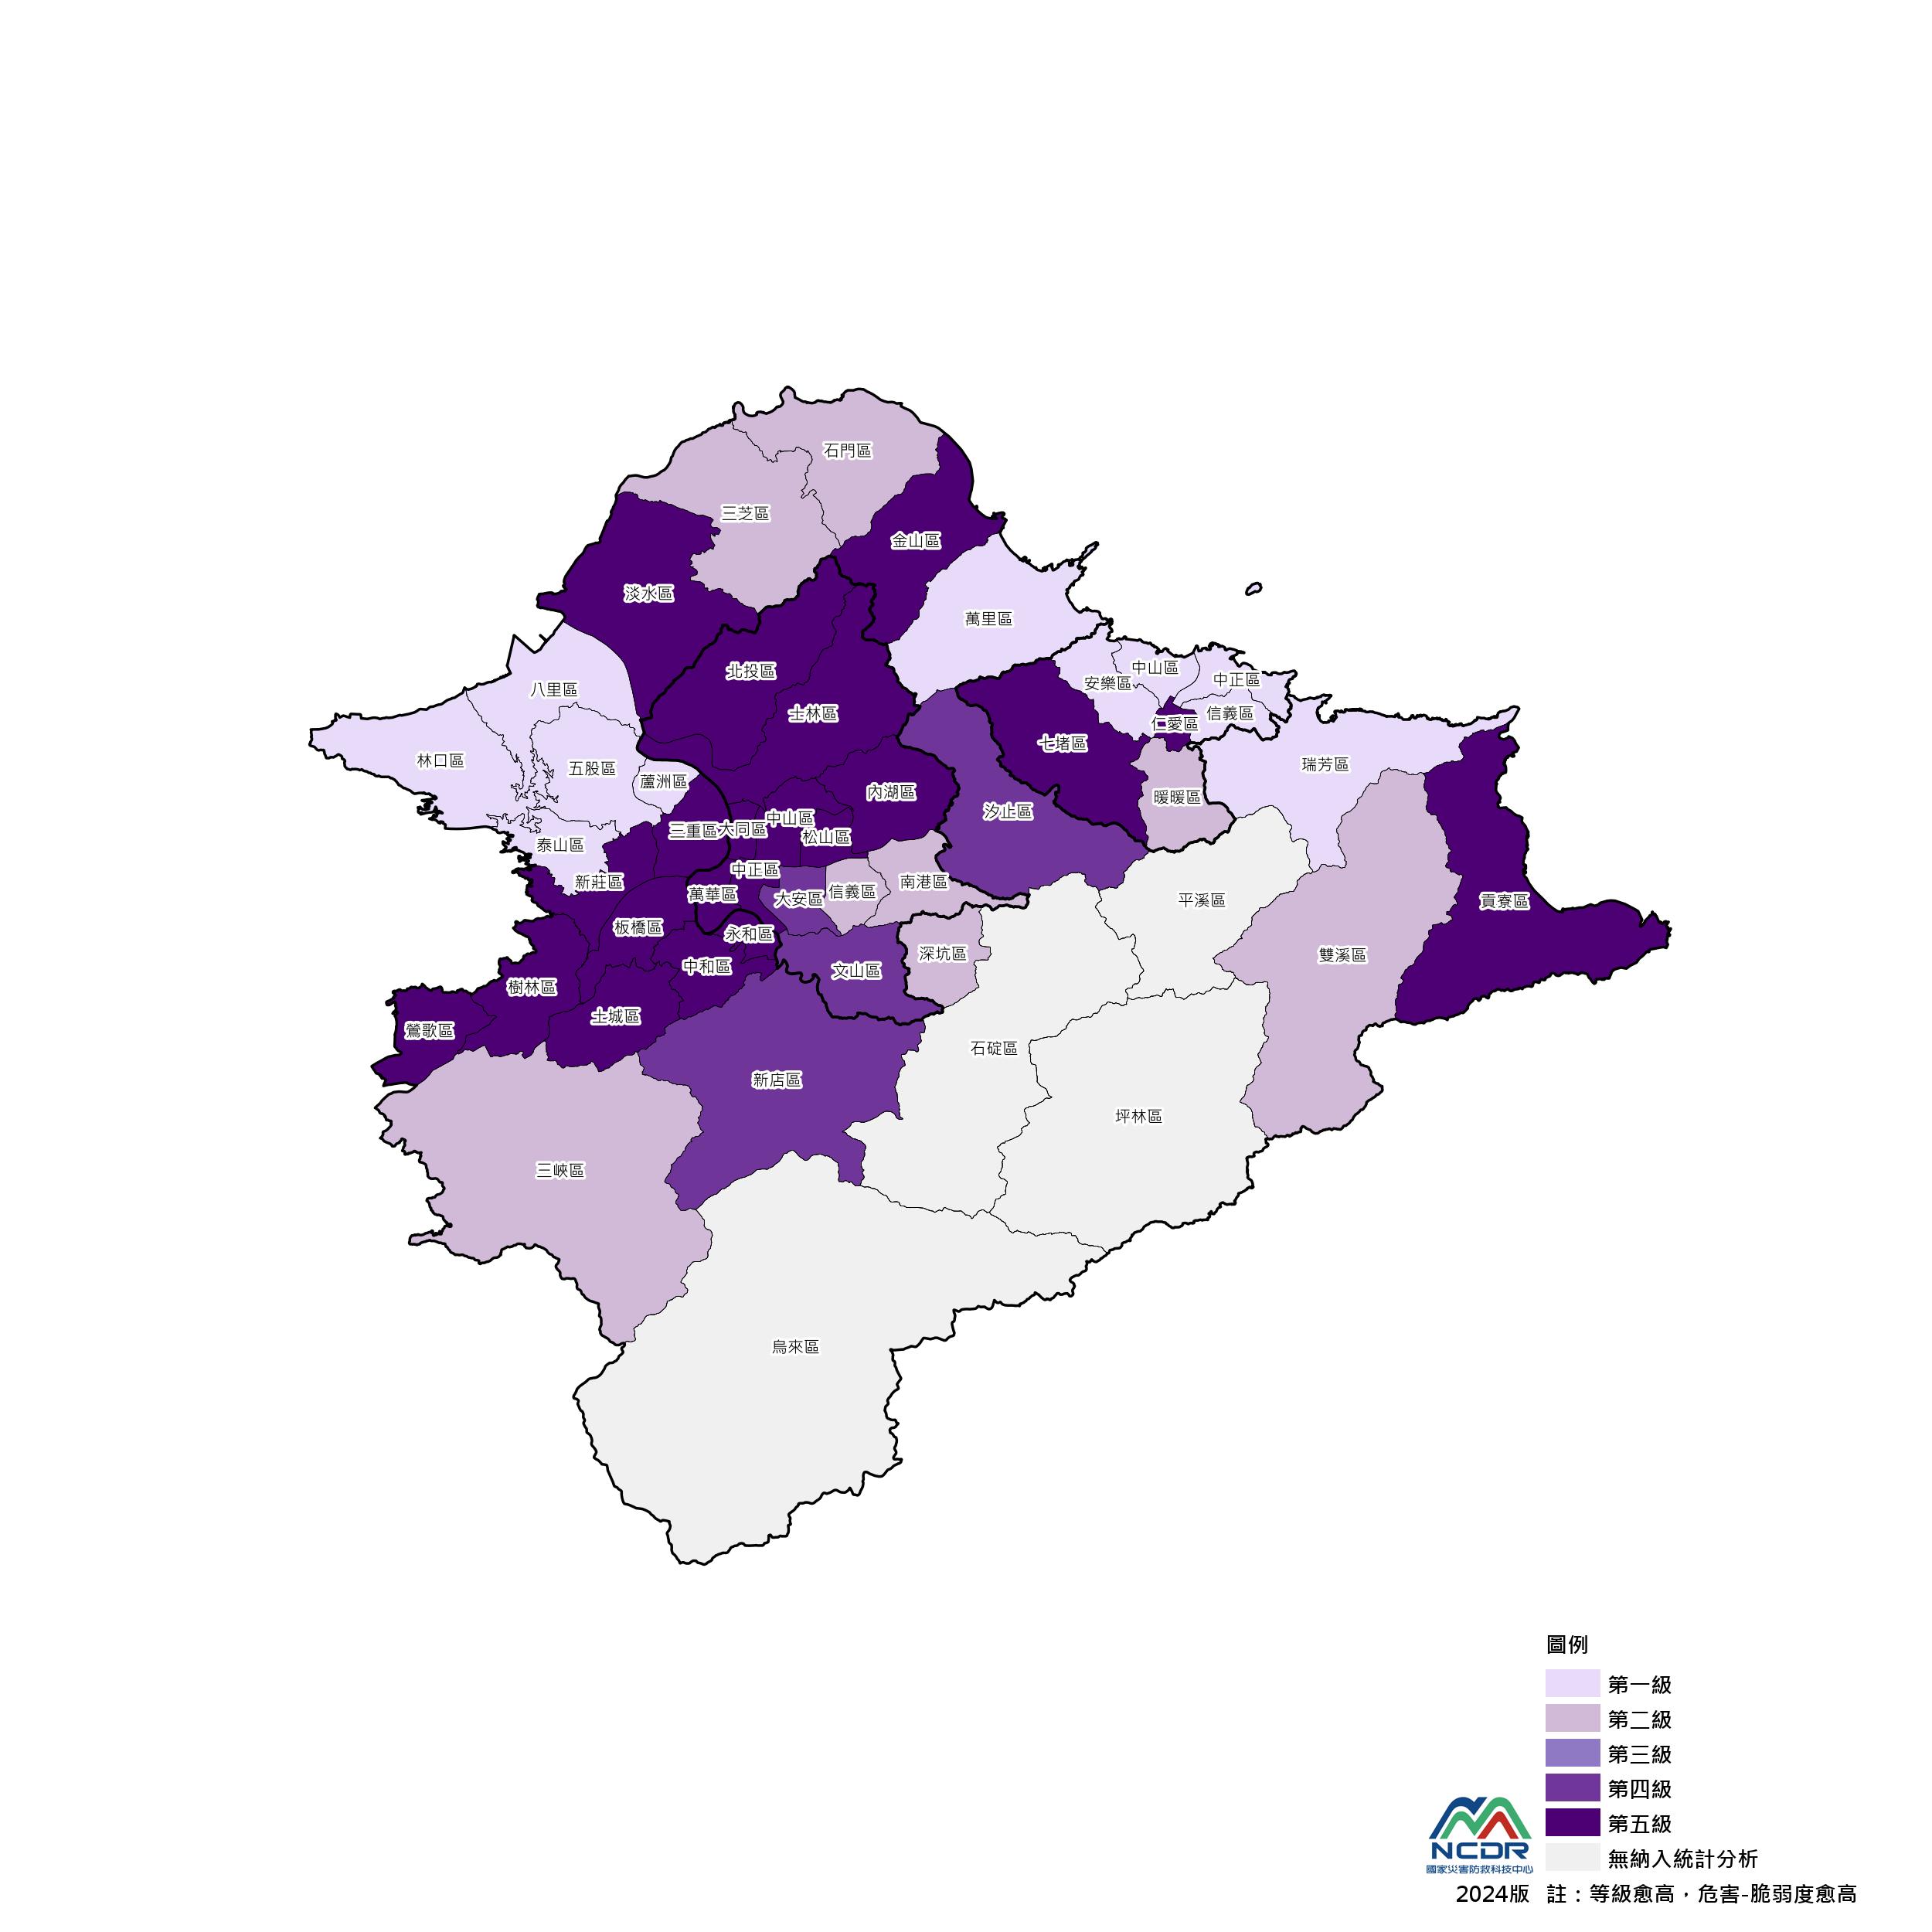 石門區
三芝區
金山區
淡水區
萬里區
北投區
中山區
安樂區
中正區
八里區
士林區
信義區
仁愛區
七堵區
林口區
五股區
瑞芳區
蘆洲區
內湖區
暖暖區
汐止區
中山區
三重區
大同區
松山區
泰山區
中正區
新莊區
南港區
信義區
萬華區
大安區
平溪區
貢寮區
板橋區
永和區
深坑區
雙溪區
中和區
文山區
樹林區
土城區
鶯歌區
石碇區
新店區
坪林區
三峽區
烏來區
圖例
第一級
第二級
第三級
第四級
第五級
無納入統計分析
NCDR
國家災害防救科技中心
2024版 註：等級愈高，危害-脆弱度愈高